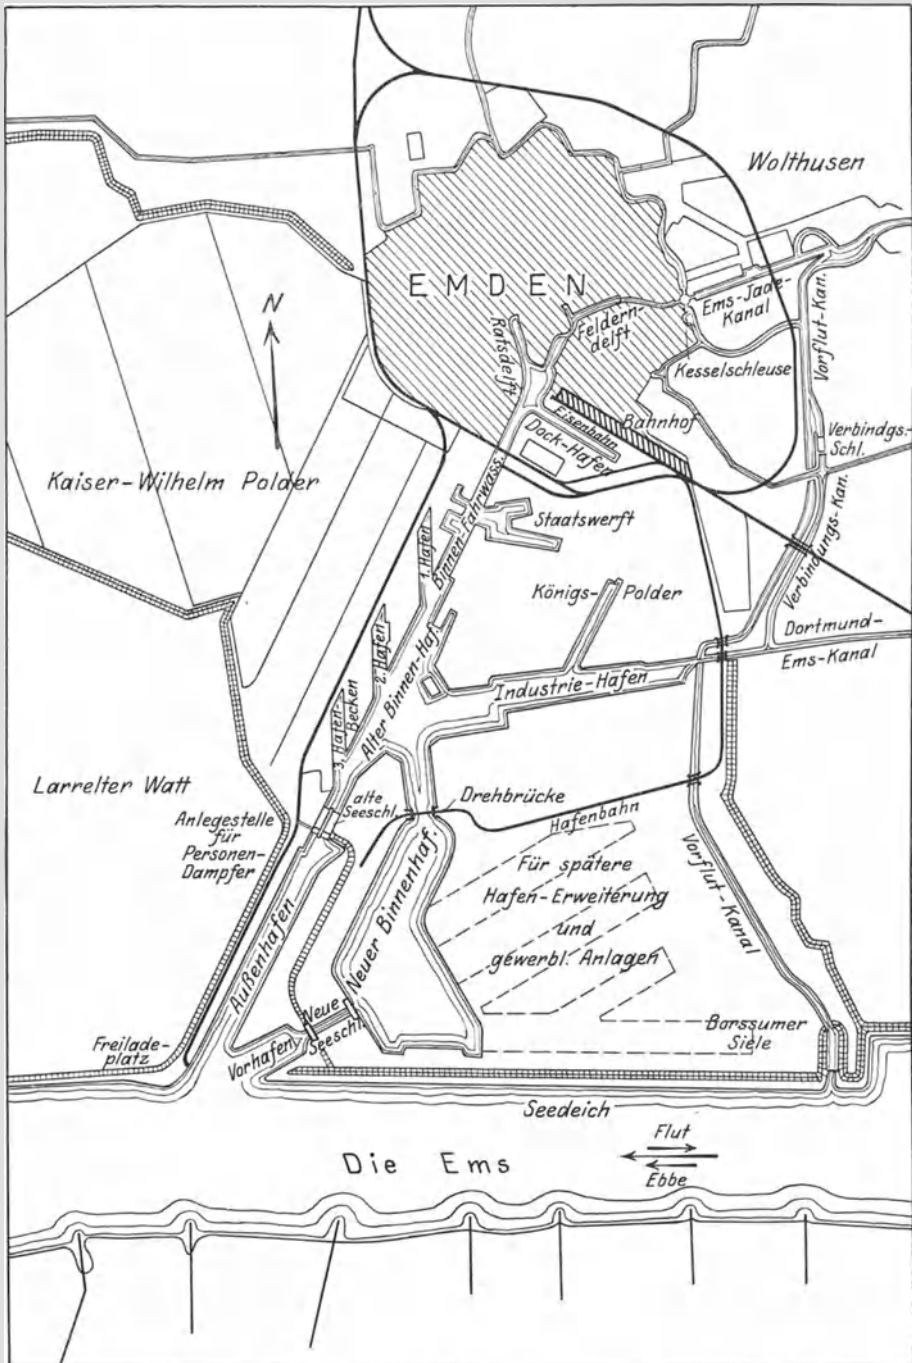 Wolthusen
EMDEN
N
Ems-Jade-
Kanal
Feldern-
delft
Ratsdelft
Vorflut-Kan.
Kesselschleuse
Bahnhof
Eisenbahn
Dock-Hafen
Verbindgs.-
Schl.
Kaiser-Wilhelm Polder
Binnen-Fahrwass.
Staatswerft
Verbindungs-Kan.
1. Hafen
Königs-Polder
2. Hafen
Dortmund-
Ems-Kanal
Alter Binnen-Haf.
Industrie-Hafen
3. Hafen-
Becken
Larrelter Watt
alte
Seeschl.
Drehbrücke
Anlegestelle
für
Personen-
Dampfer
Hafenbahn
Für spätere
Hafen-Erweiterung
und
gewerbl. Anlagen
Vorflut-Kanal
Neuer Binnenhaf.
Außenhafen
Neue
Seeschl.
Borssumer
Siele
Freilade-
platz
Vorhafen
Seedeich
Flut
Die Ems
Ebbe